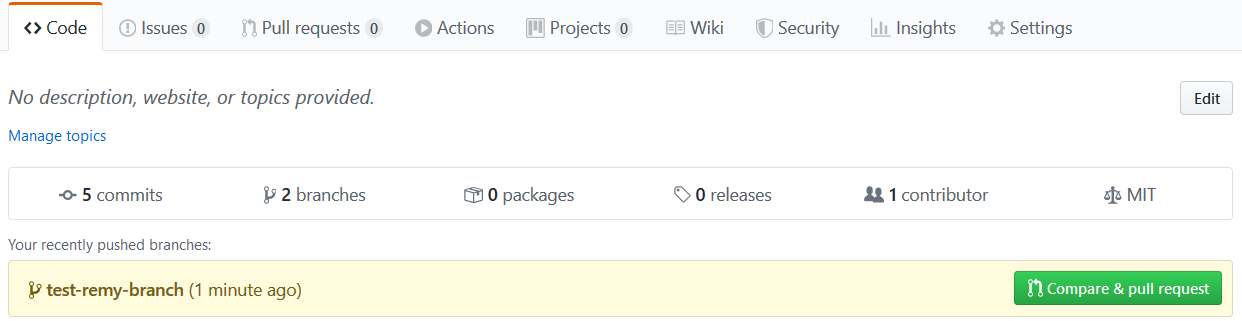 Code Issues 0 Pull requests 0 Actions Projects 0 Wiki Security Insights Settings
No description, website, or topics provided. Edit
Manage topics
5 commits 2 branches 0 packages 0 releases 1 contributor MIT
Your recently pushed branches:
test-remy-branch (1 minute ago) Compare & pull request